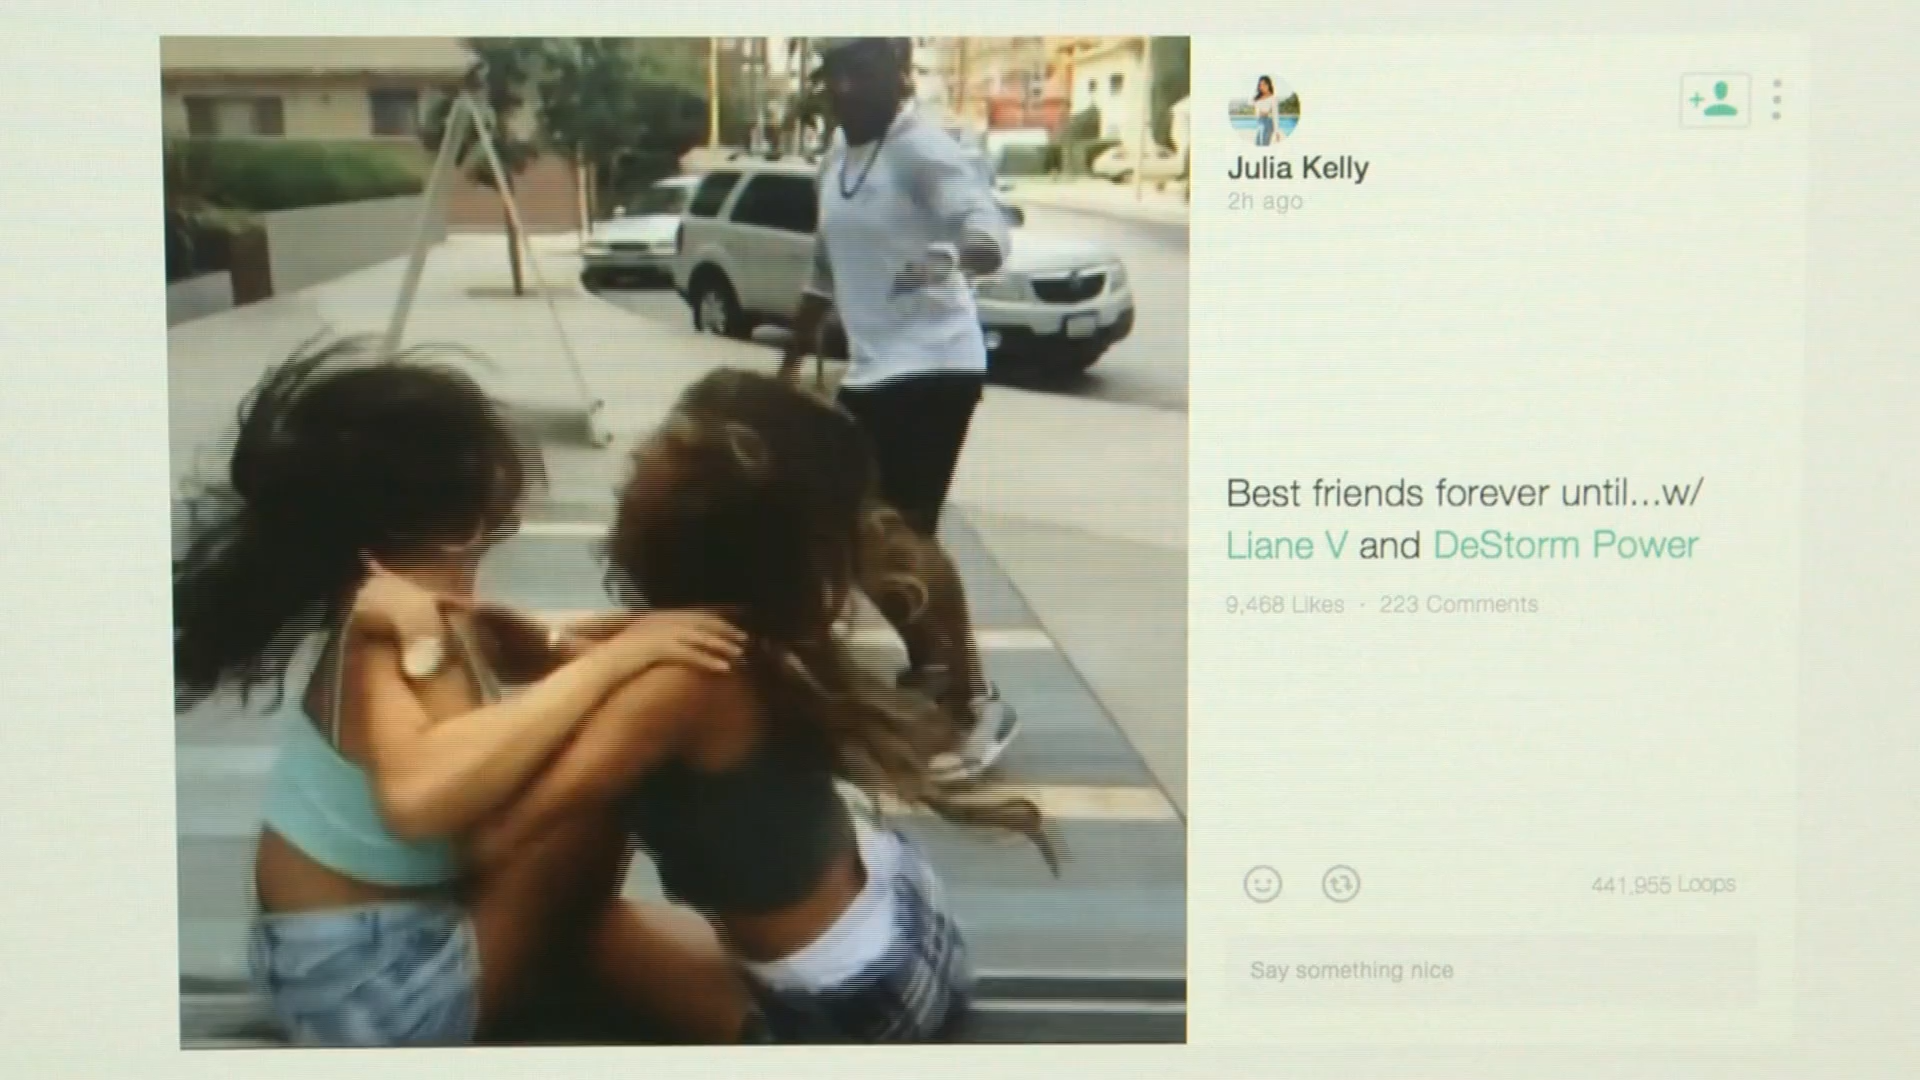 Julia Kelly
2h ago
Best friends forever until...w/
Liane V and DeStorm Power
9,468 Likes · 223 Comments
441,955 Loops
Say something nice